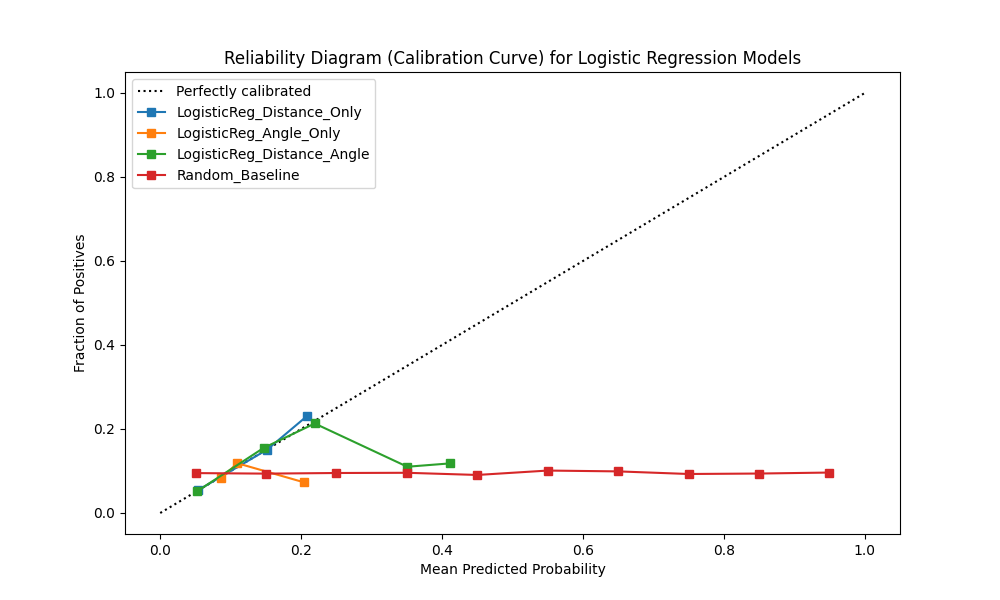 Reliability Diagram (Calibration Curve) for Logistic Regression Models
Perfectly calibrated
LogisticReg_Distance_Only
LogisticReg_Angle_Only
LogisticReg_Distance_Angle
Random_Baseline
1.0
0.8
0.6
0.4
0.2
0.0
Fraction of Positives
0.0 0.2 0.4 0.6 0.8 1.0
Mean Predicted Probability